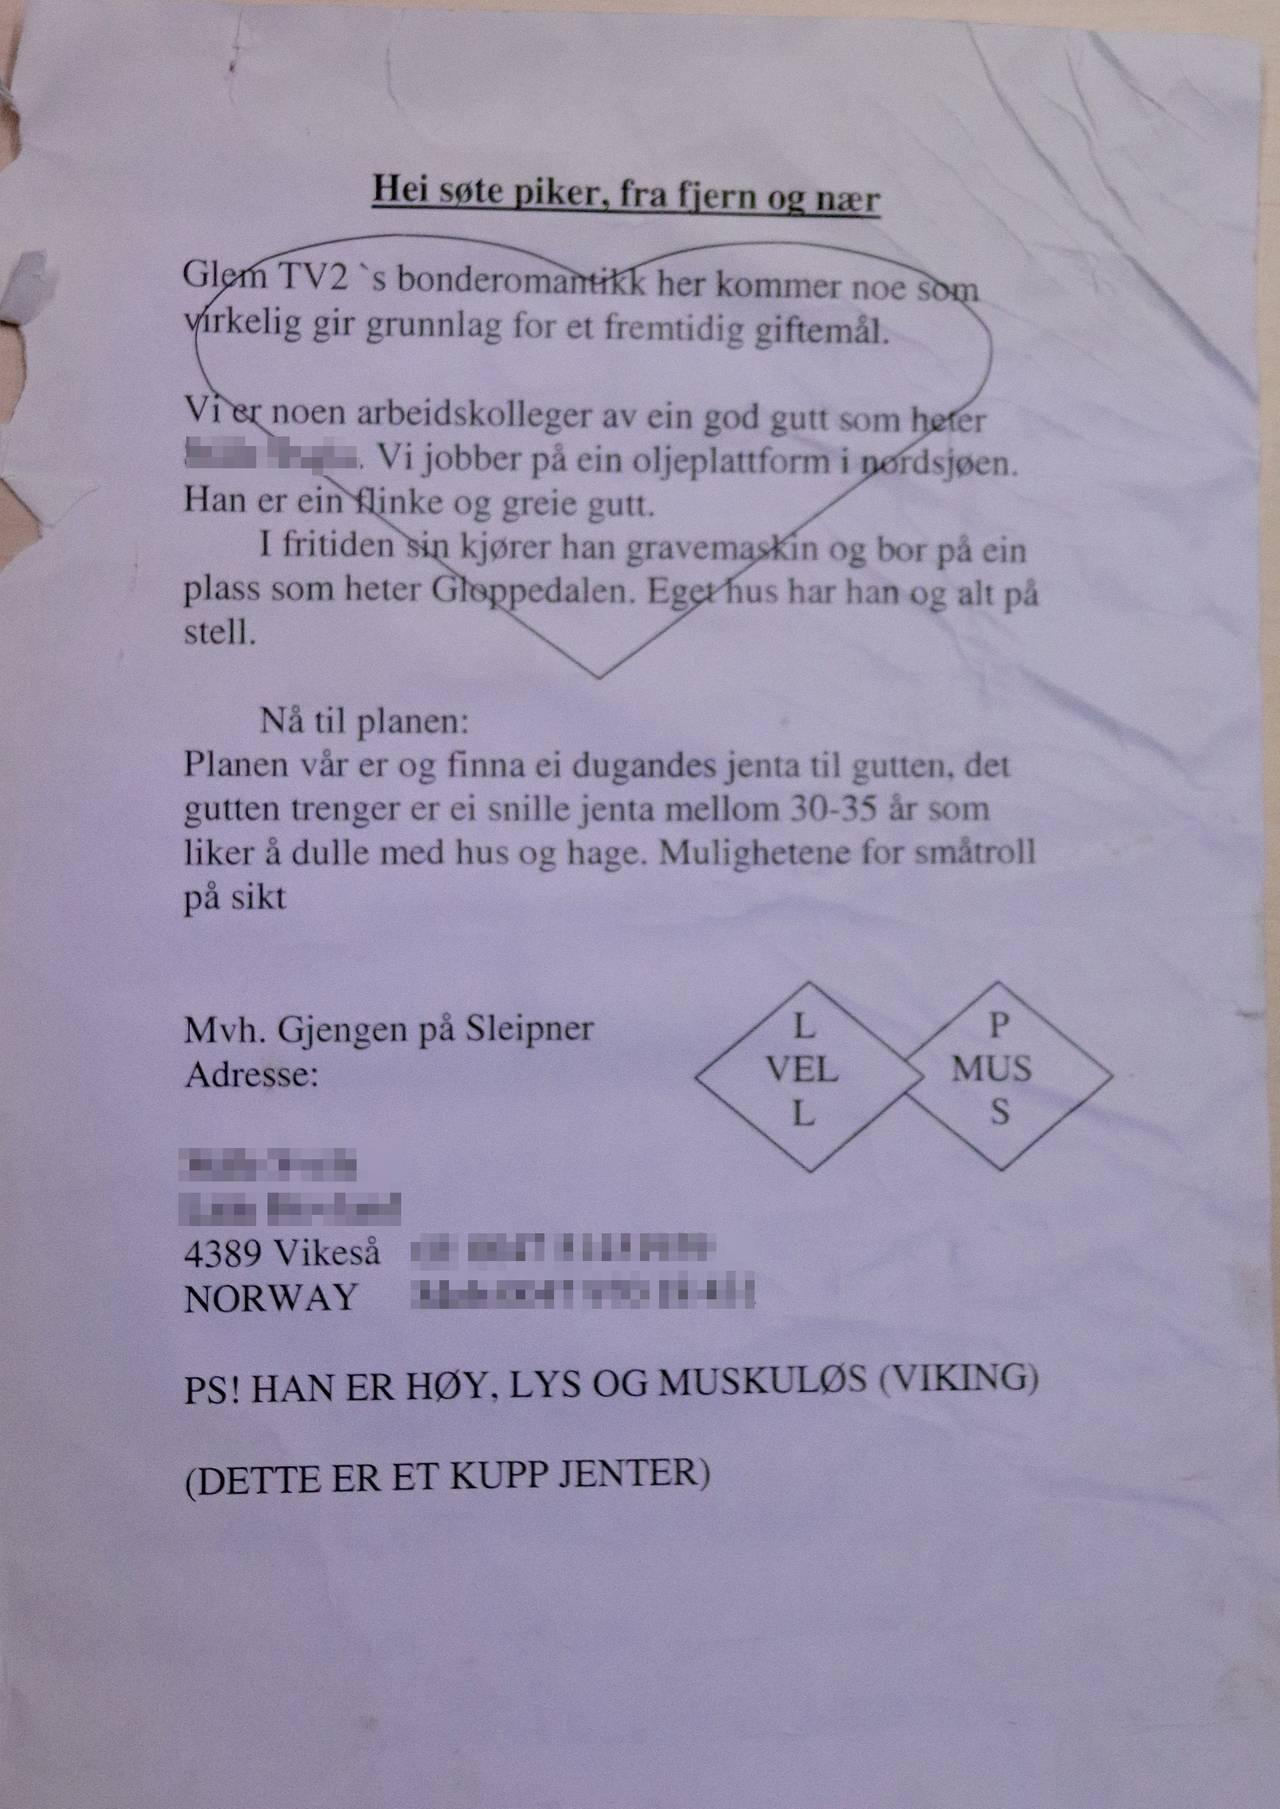 Hei søte piker, fra fjern og nær
Glem TV2 `s bonderomantikk her kommer noe som
virkelig gir grunnlag for et fremtidig giftemål.
Vi er noen arbeidskolleger av ein god gutt som heter
. Vi jobber på ein oljeplattform i nordsjøen.
Han er ein flinke og greie gutt.
I fritiden sin kjører han gravemaskin og bor på ein
plass som heter Gloppedalen. Eget hus har han og alt på
stell.
Nå til planen:
Planen vår er og finna ei dugandes jenta til gutten, det
gutten trenger er ei snille jenta mellom 30-35 år som
liker å dulle med hus og hage. Mulighetene for småtroll
på sikt
Mvh. Gjengen på Sleipner
Adresse:
L
VEL
L
P
MUS
S
4389 Vikeså
NORWAY
PS! HAN ER HØY, LYS OG MUSKULØS (VIKING)
(DETTE ER ET KUPP JENTER)